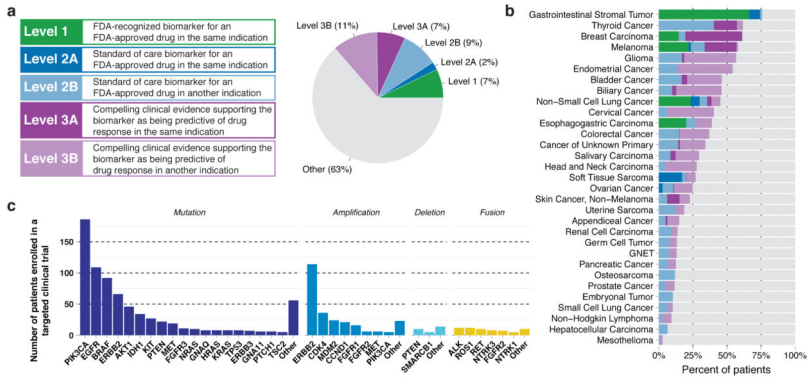 a
Level 1
FDA-recognized biomarker for an
FDA-approved drug in the same indication
Level 2A
Standard of care biomarker for an
FDA-approved drug in the same indication
Level 2B
Standard of care biomarker for an
FDA-approved drug in another indication
Level 3A
Compelling clinical evidence supporting the
biomarker as being predictive of drug
response in the same indication
Level 3B
Compelling clinical evidence supporting the
biomarker as being predictive of
drug response in another indication
Level 3B (11%)
Level 3A (7%)
Level 2B (9%)
Level 2A (2%)
Level 1 (7%)
Other (63%)
b
Gastrointestinal Stromal Tumor
Thyroid Cancer
Breast Carcinoma
Melanoma
Glioma
Endometrial Cancer
Bladder Cancer
Biliary Cancer
Non-Small Cell Lung Cancer
Cervical Cancer
Esophagogastric Carcinoma
Colorectal Cancer
Cancer of Unknown Primary
Salivary Carcinoma
Head and Neck Carcinoma
Soft Tissue Sarcoma
Ovarian Cancer
Skin Cancer, Non-Melanoma
Uterine Sarcoma
Appendiceal Cancer
Renal Cell Carcinoma
Germ Cell Tumor
GNET
Pancreatic Cancer
Osteosarcoma
Prostate Cancer
Embryonal Tumor
Small Cell Lung Cancer
Non-Hodgkin Lymphoma
Hepatocellular Carcinoma
Mesothelioma
0% 25% 50% 75% 100%
Percent of patients
c
Number of patients enrolled in a
targeted clinical trial
150
100
50
0
Mutation
Amplification
Deletion
Fusion
PIK3CA
EGFR
BRAF
ERBB2
AKT1
IDH1
KIT
PTEN
MET
FGFR3
NRAS
GNAQ
HRAS
KRAS
TSC1
ERBB3
GNA11
PTCH1
TSC2
Other
ERBB2
CDK4
MDM2
CCND1
FGFR1
FGFR2
MET
PIK3CA
Other
PTEN
SMARCB1
Other
ALK
ROS1
RET
NTRK3
FGFR2
NTRK1
Other